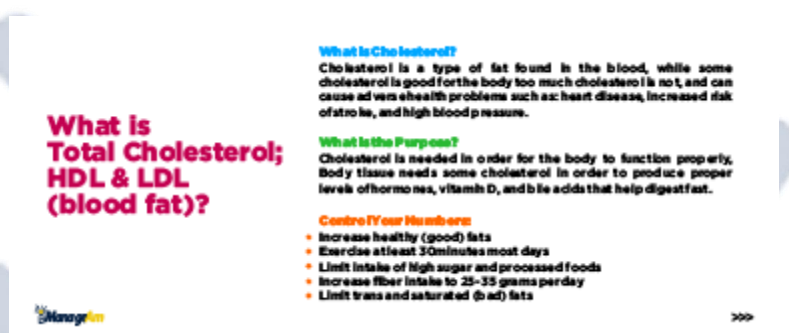 What is
Total Cholesterol;
HDL & LDL
(blood fat)?
What is Cholesterol?
Cholesterol is a type of fat found in the blood, while some
cholesterol is good for the body too much cholesterol is not, and can
cause adverse health problems such as: heart disease, increased risk
of stroke, and high blood pressure.
What is the Purpose?
Cholesterol is needed in order for the body to function properly,
Body tissue needs some cholesterol in order to produce proper
levels of hormones, vitamin D, and bile acids that help digest fast.
Control Your Numbers:
• Increase healthy (good) fats
• Exercise at least 30minutes most days
• Limit intake of high sugar and processed foods
• Increase fiber intake to 25-35 grams per day
• Limit trans and saturated (bad) fats
ManageAm
>>>